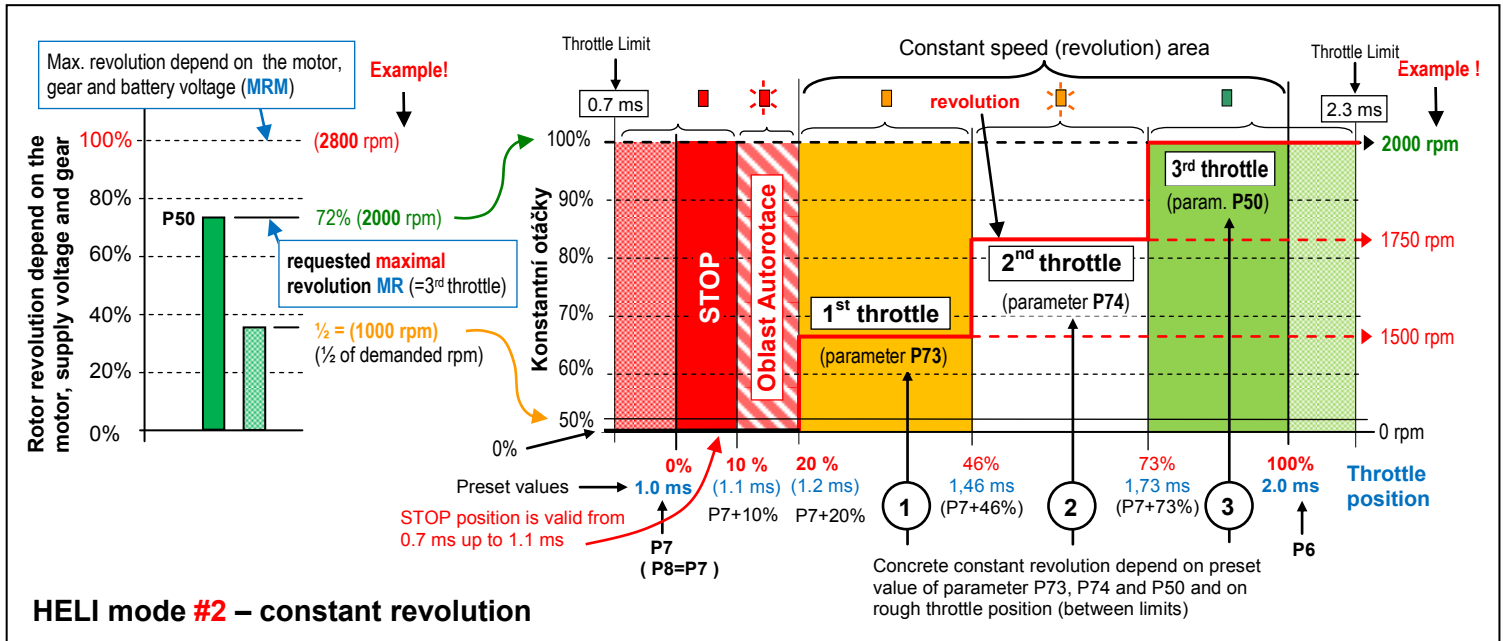 Max. revolution depend on the motor,
gear and battery voltage (MRM)
Example!
Rotor revolution depend on the
motor, supply voltage and gear
100%
80%
60%
40%
20%
0%
(2800 rpm)
P50
72% (2000 rpm)
requested maximal
revolution MR (=3rd throttle)
½ = (1000 rpm)
(½ of demanded rpm)
Throttle Limit
0.7 ms
Constant speed (revolution) area
revolution
Throttle Limit
2.3 ms
Example !
Konstantní otáčky
100%
90%
80%
70%
60%
50%
0%
STOP
Oblast Autorotace
1st throttle
(parameter P73)
2nd throttle
(parameter P74)
3rd throttle
(param. P50)
2000 rpm
1750 rpm
1500 rpm
0 rpm
0%
10 %
20 %
46%
73%
100%
Throttle
position
Preset values
1.0 ms
(1.1 ms)
(1.2 ms)
1,46 ms
1,73 ms
2.0 ms
P7+10%
P7+20%
(P7+46%)
(P7+73%)
1
2
3
STOP position is valid from
0.7 ms up to 1.1 ms
P7
( P8=P7 )
P6
Concrete constant revolution depend on preset
value of parameter P73, P74 and P50 and on
rough throttle position (between limits)
HELI mode #2 – constant revolution